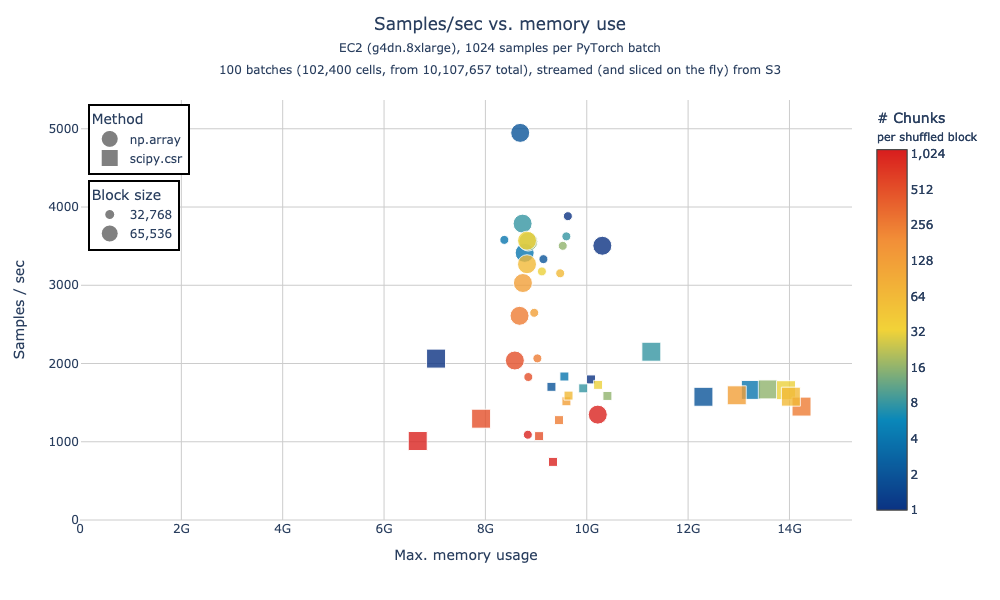 Samples/sec vs. memory use
EC2 (g4dn.8xlarge), 1024 samples per PyTorch batch
100 batches (102,400 cells, from 10,107,657 total), streamed (and sliced on the fly) from S3
Method
np.array
scipy.csr
Block size
32,768
65,536
Samples / sec
5000
4000
3000
2000
1000
0
0
2G
4G
6G
8G
10G
12G
14G
Max. memory usage
# Chunks
per shuffled block
1,024
512
256
128
64
32
16
8
4
2
1